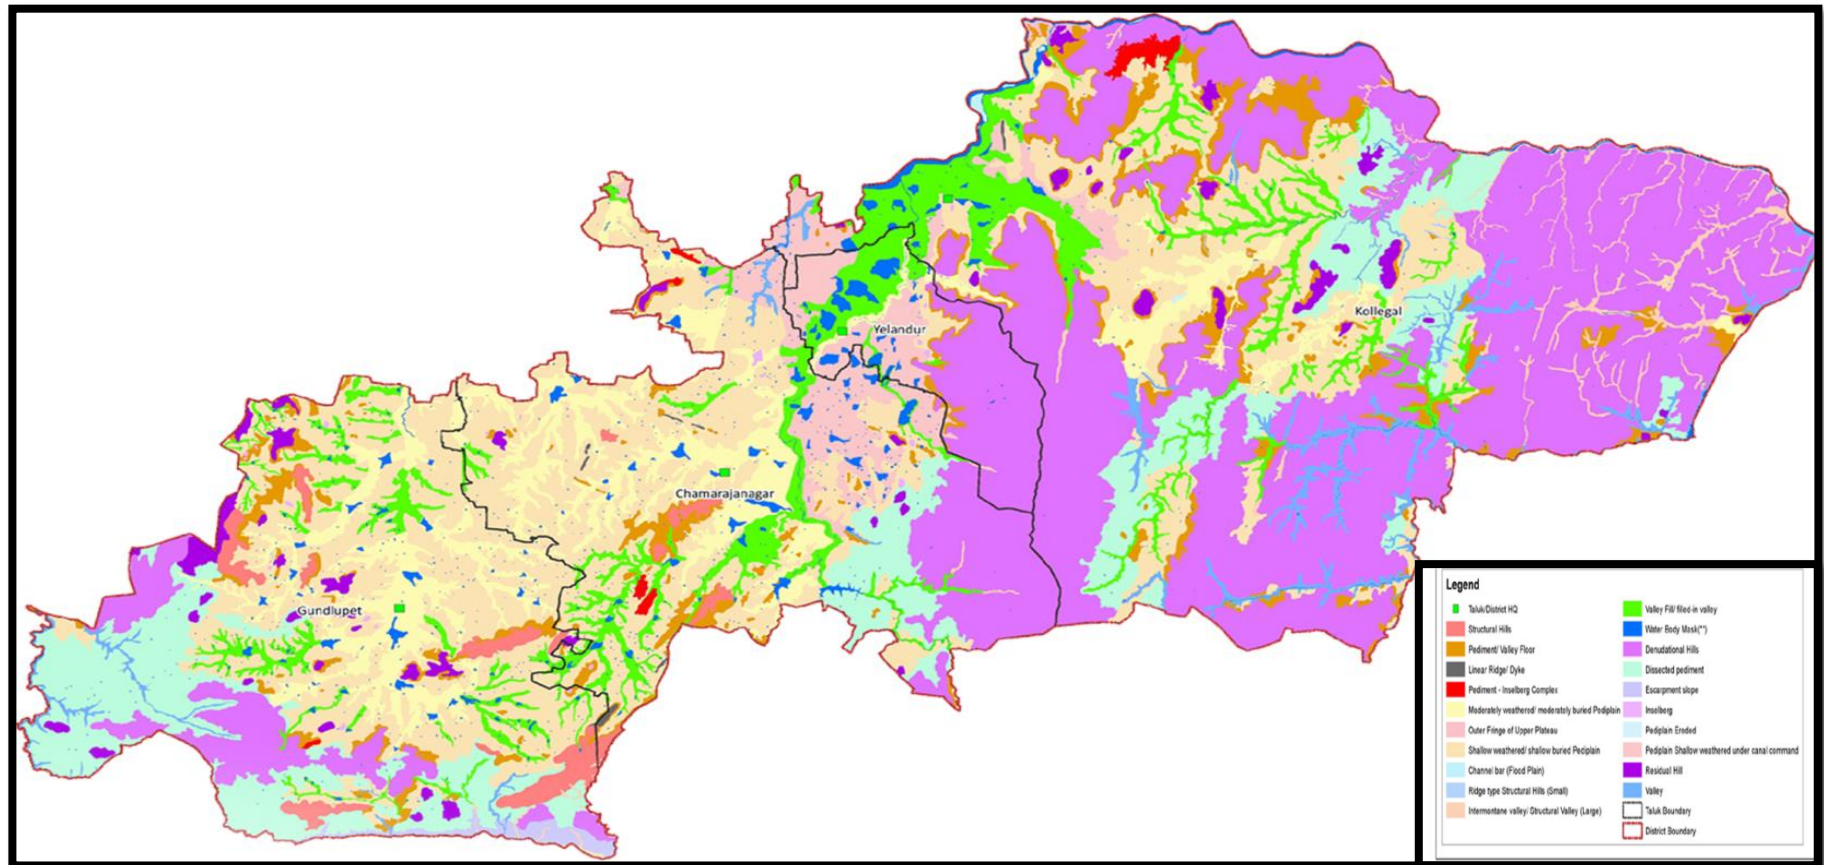 Yelandur
Kollegal
Chamarajanagar
Gundlupet
Legend
Taluk/District HQ
Structural Hills
Pediment/ Valley Floor
Linear Ridge/ Dyke
Pediment - Inselberg Complex
Moderately weathered/ moderately buried Pediplain
Outer Fringe of Upper Plateau
Shallow weathered/ shallow buried Pediplain
Channel bar (Flood Plain)
Ridge type Structural Hills (Small)
Intermontane valley/ Structural Valley (Large)
Valley Fill/ filled-in valley
Water Body Mask(**)
Denudational Hills
Dissected pediment
Escarpment slope
Inselberg
Pediplain Eroded
Pediplain Shallow weathered under canal command
Residual Hill
Valley
Taluk Boundary
District Boundary